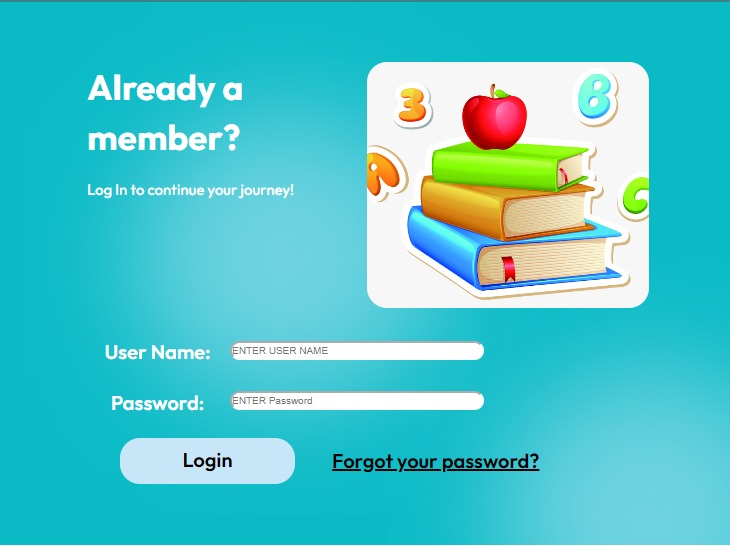 Already a
member?
Log In to continue your journey!
3
B
A
C
User Name:
ENTER USER NAME
Password:
ENTER Password
Login
Forgot your password?